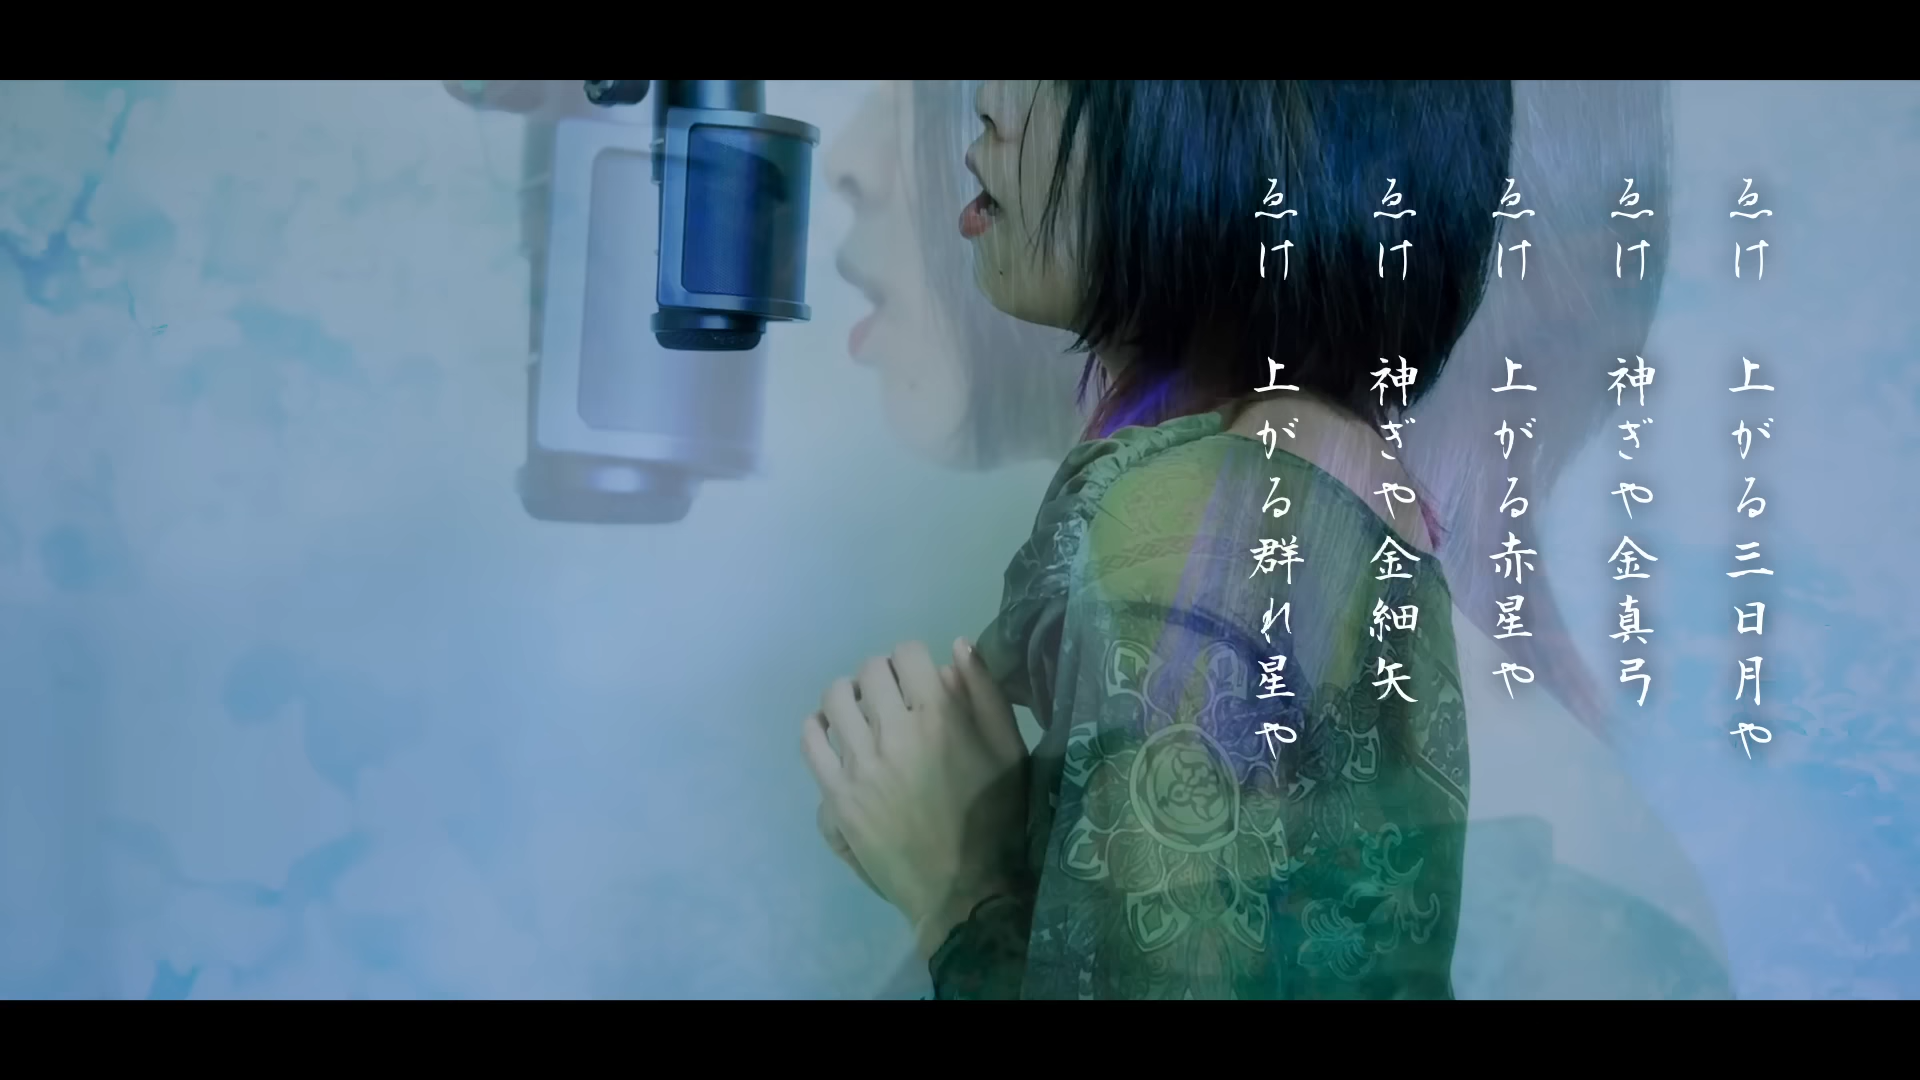 ゑけ 上がる三日月や
ゑけ 神ぎや金真弓
ゑけ 上がる赤星や
ゑけ 神ぎや金細矢
ゑけ 上がる群れ星や